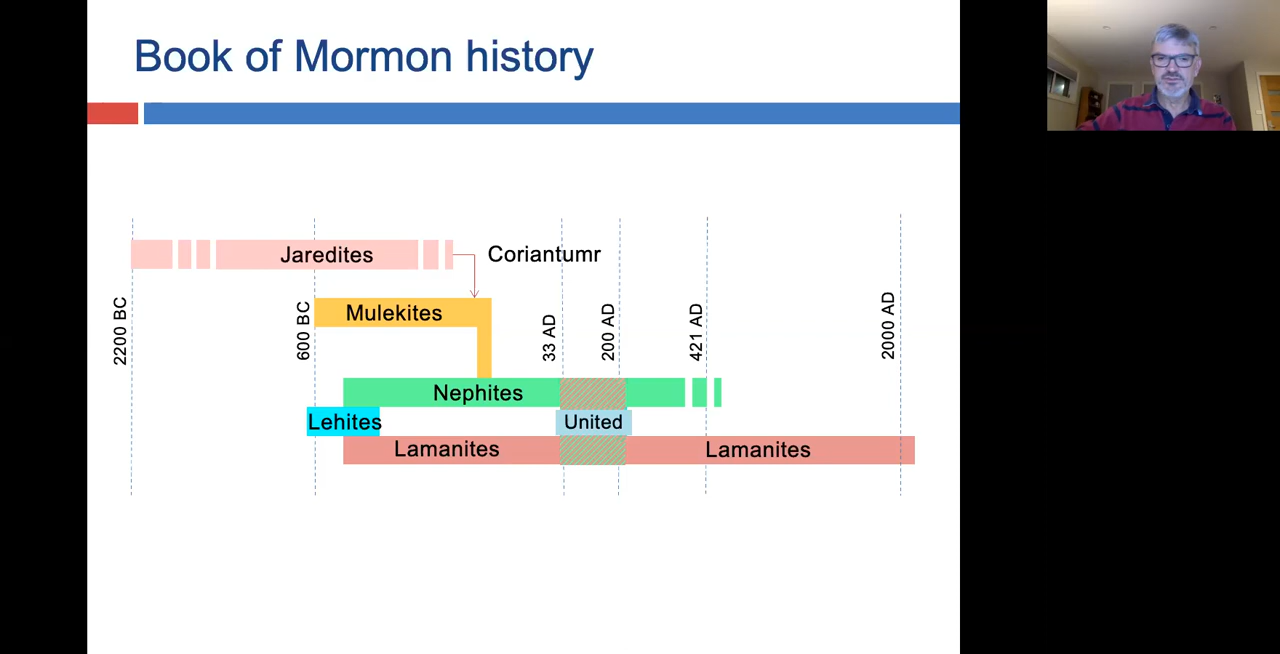 Book of Mormon history
Jaredites
Coriantumr
Mulekites
2200 BC
600 BC
33 AD
200 AD
421 AD
2000 AD
Nephites
Lehites
United
Lamanites
Lamanites